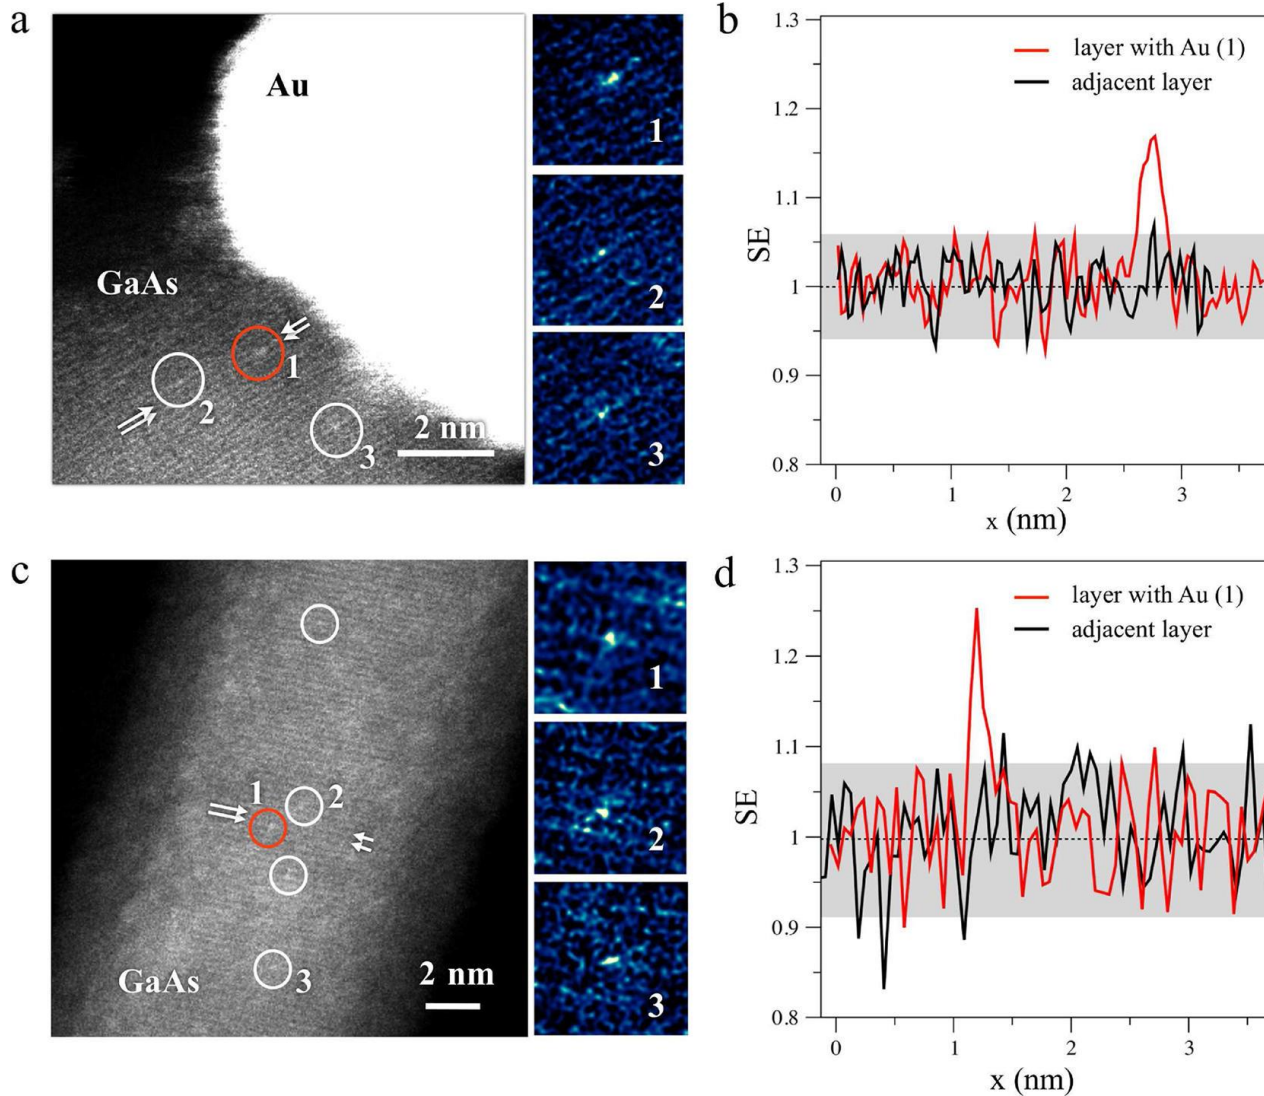 a
Au
GaAs
1
2
3
2 nm
1
2
3
b
layer with Au (1)
adjacent layer
SE
1.3
1.2
1.1
1
0.9
0.8
0
1
2
3
x (nm)
c
1
2
3
GaAs
2 nm
1
2
3
d
layer with Au (1)
adjacent layer
SE
1.3
1.2
1.1
1
0.9
0.8
0
1
2
3
x (nm)